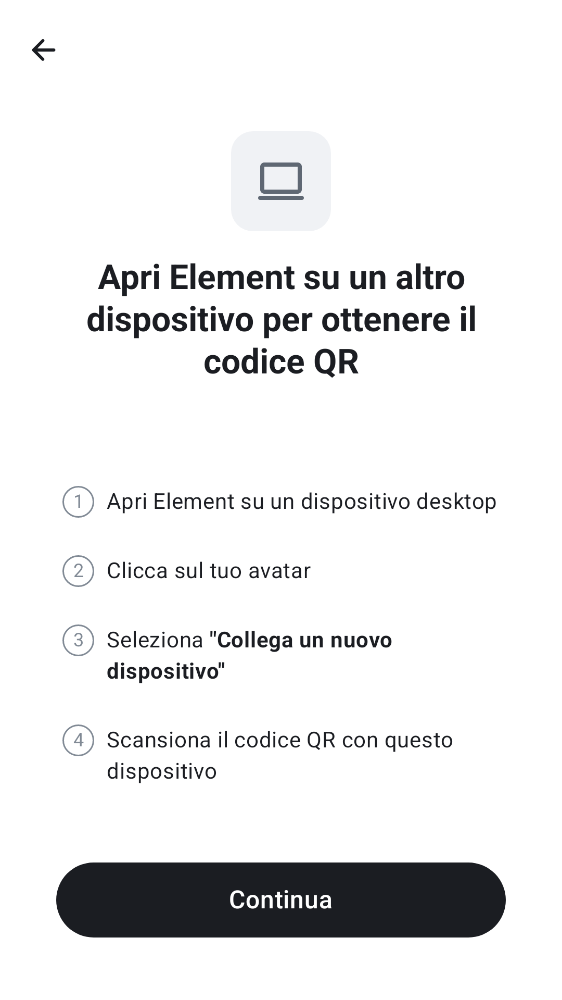 Apri Element su un altro
dispositivo per ottenere il
codice QR
1 Apri Element su un dispositivo desktop
2 Clicca sul tuo avatar
3 Seleziona "Collega un nuovo
dispositivo"
4 Scansiona il codice QR con questo
dispositivo
Continua